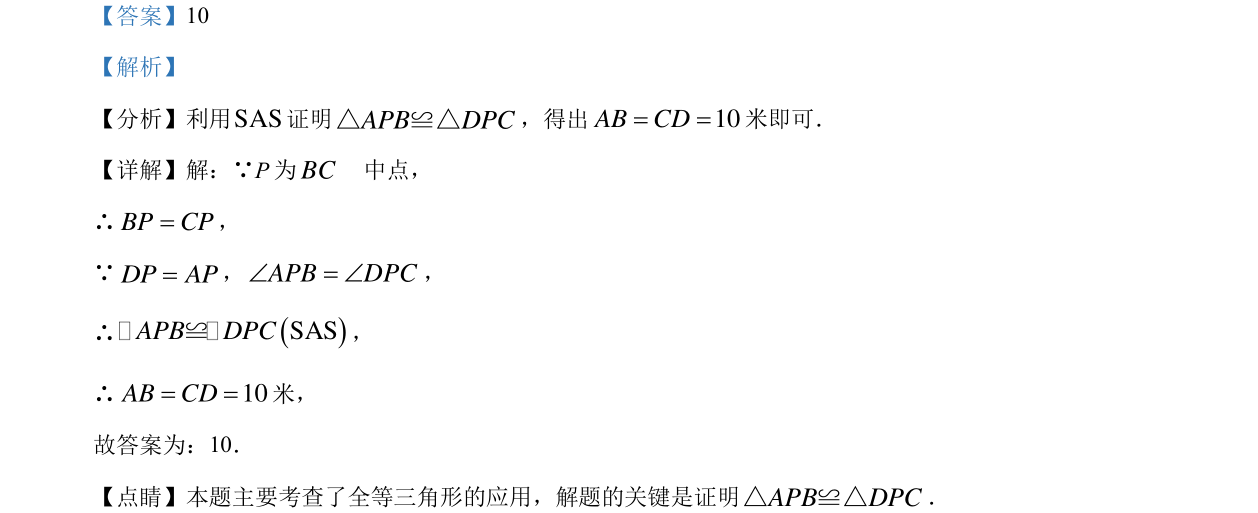 【答案】10
【解析】
【分析】利用SAS证明△APB≌△DPC，得出AB=CD=10米即可．
【详解】解：∵P为BC　中点，
∴BP=CP，
∵DP=AP，∠APB=∠DPC，
∴□APB≌□DPC(SAS)，
∴AB=CD=10米，
故答案为：10．
【点睛】本题主要考查了全等三角形的应用，解题的关键是证明△APB≌△DPC．